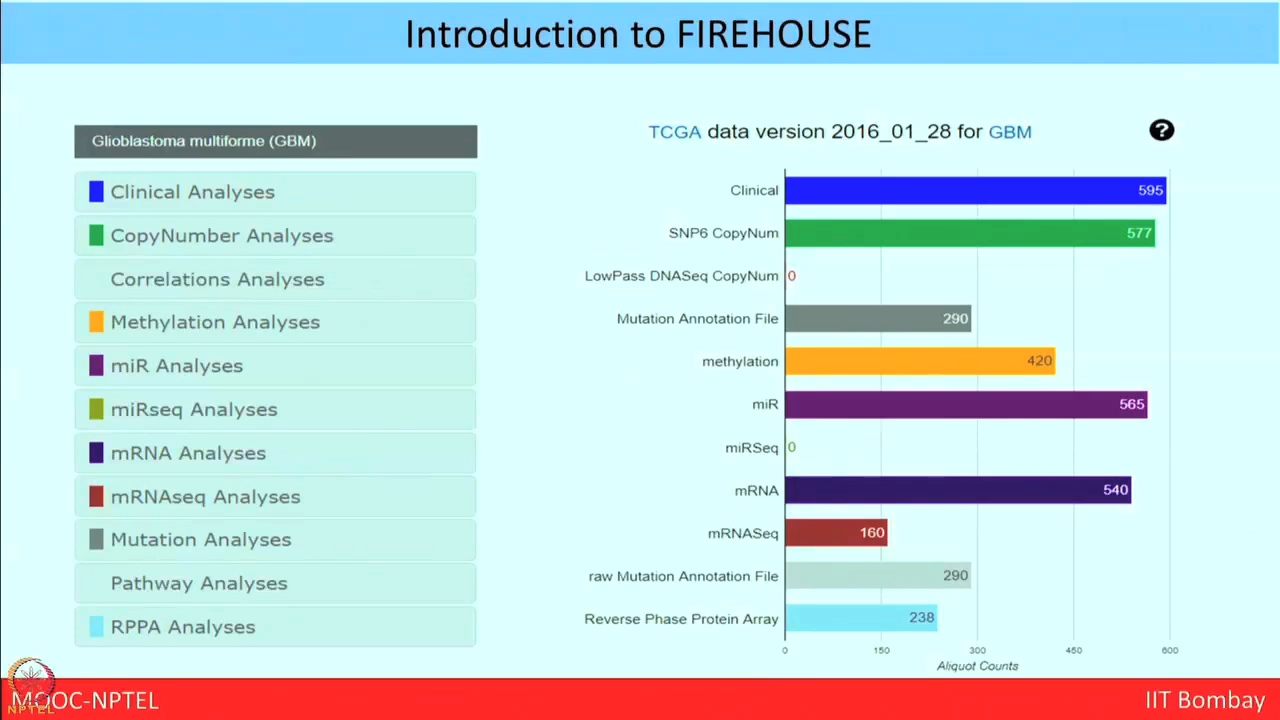 Introduction to FIREHOUSE
Glioblastoma multiforme (GBM)
Clinical Analyses
CopyNumber Analyses
Correlations Analyses
Methylation Analyses
miR Analyses
miRseq Analyses
mRNA Analyses
mRNAseq Analyses
Mutation Analyses
Pathway Analyses
RPPA Analyses
TCGA data version 2016_01_28 for GBM
?
Clinical 595
SNP6 CopyNum 577
LowPass DNASeq CopyNum 0
Mutation Annotation File 290
methylation 420
miR 565
miRSeq 0
mRNA 540
mRNASeq 160
raw Mutation Annotation File 290
Reverse Phase Protein Array 238
0 150 300 450 600
Aliquot Counts
MOOC-NPTEL
NPTEL
IIT Bombay